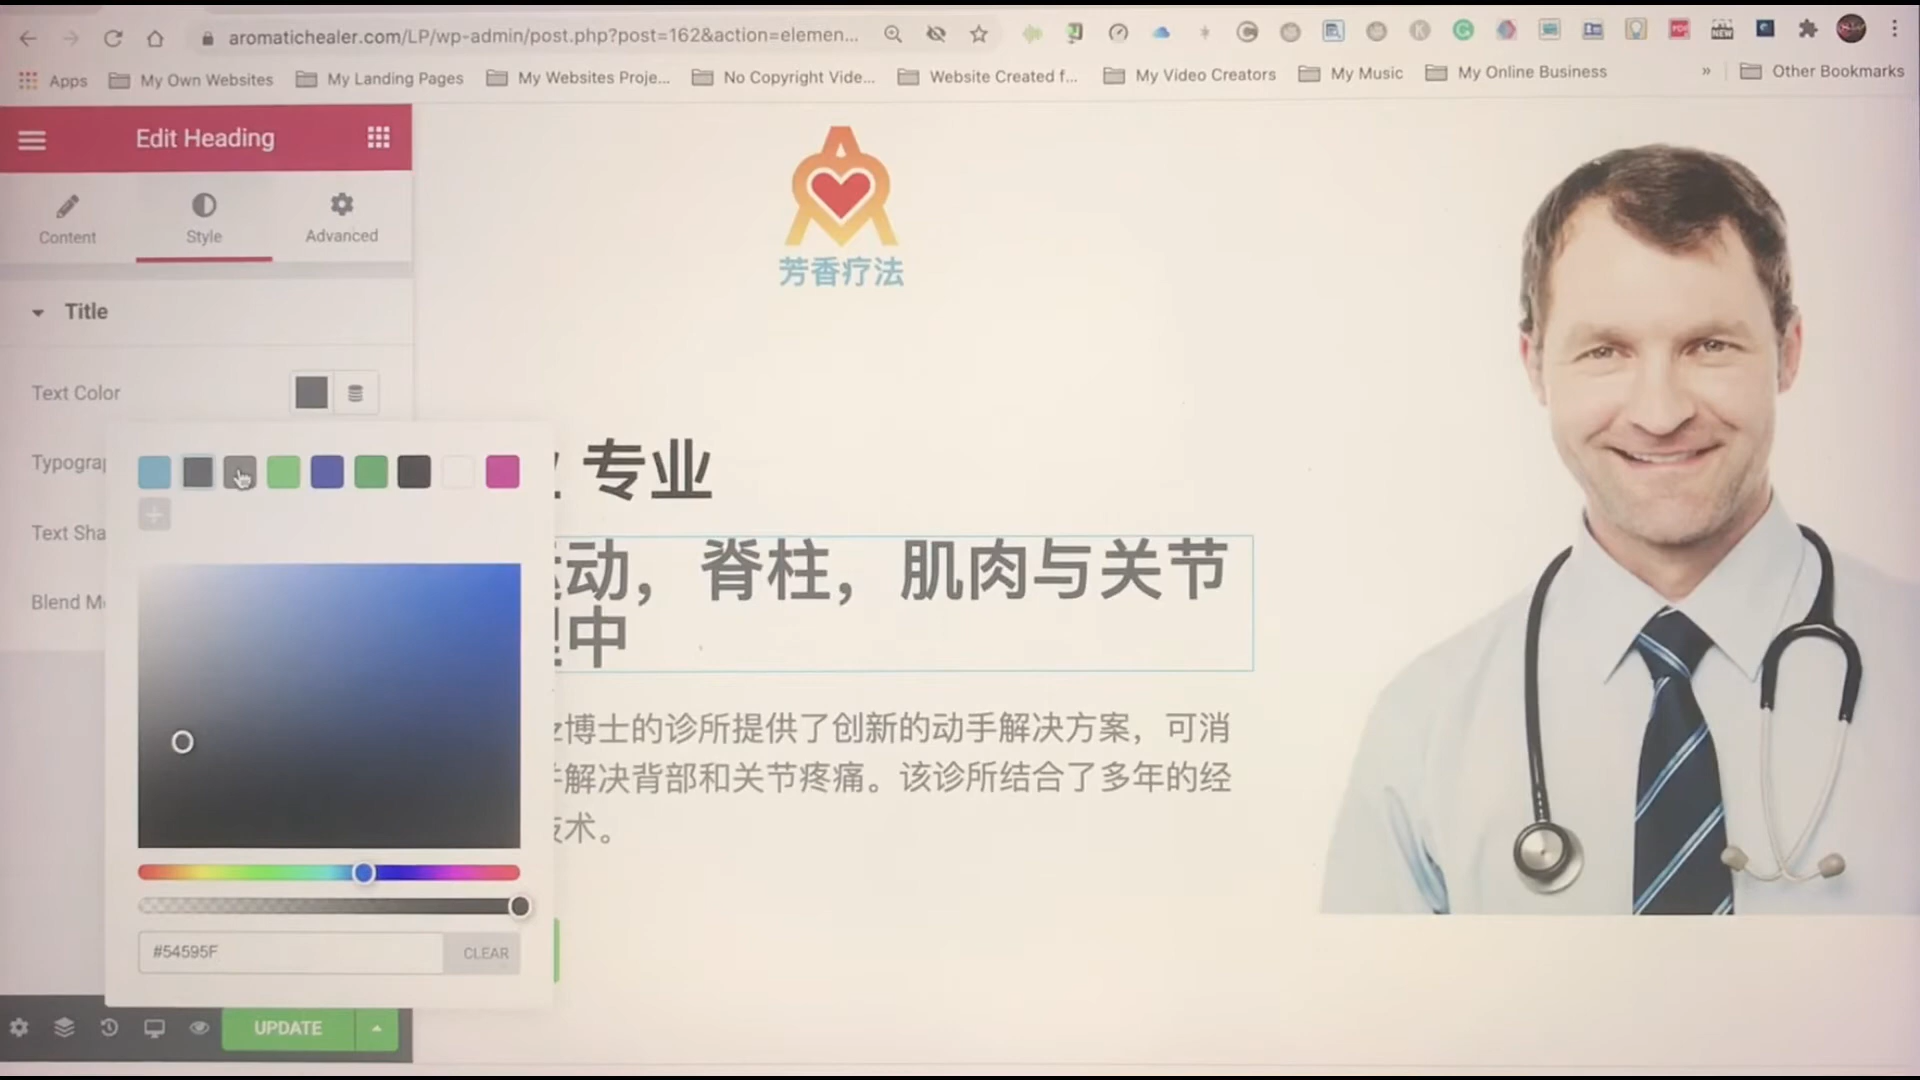 aromatichealer.com/LP/wp-admin/post.php?post=162&action=elemen...
Apps
My Own Websites
My Landing Pages
My Websites Proje...
No Copyright Vide...
Website Created f...
My Video Creators
My Music
My Online Business
»
Other Bookmarks
Edit Heading
Content
Style
Advanced
Title
Text Color
Typogra
Text Sha
Blend M
#54595F
CLEAR
UPDATE
芳香疗法
专业
动，脊柱，肌肉与关节
中
博士的诊所提供了创新的动手解决方案，可消
解决背部和关节疼痛。该诊所结合了多年的经
术。